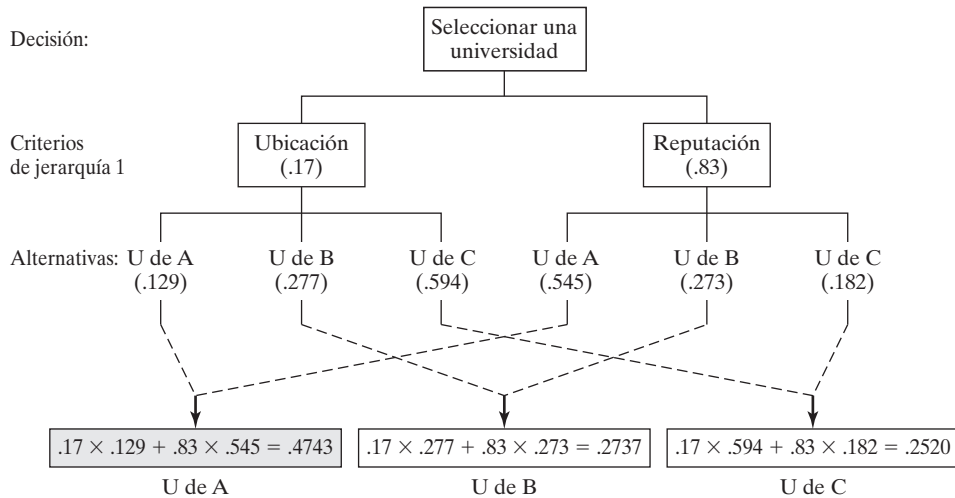 Decisión:
Seleccionar una
universidad
Criterios
de jerarquía 1
Ubicación
(.17)
Reputación
(.83)
Alternativas:
U de A
(.129)
U de B
(.277)
U de C
(.594)
U de A
(.545)
U de B
(.273)
U de C
(.182)
.17 × .129 + .83 × .545 = .4743
.17 × .277 + .83 × .273 = .2737
.17 × .594 + .83 × .182 = .2520
U de A
U de B
U de C